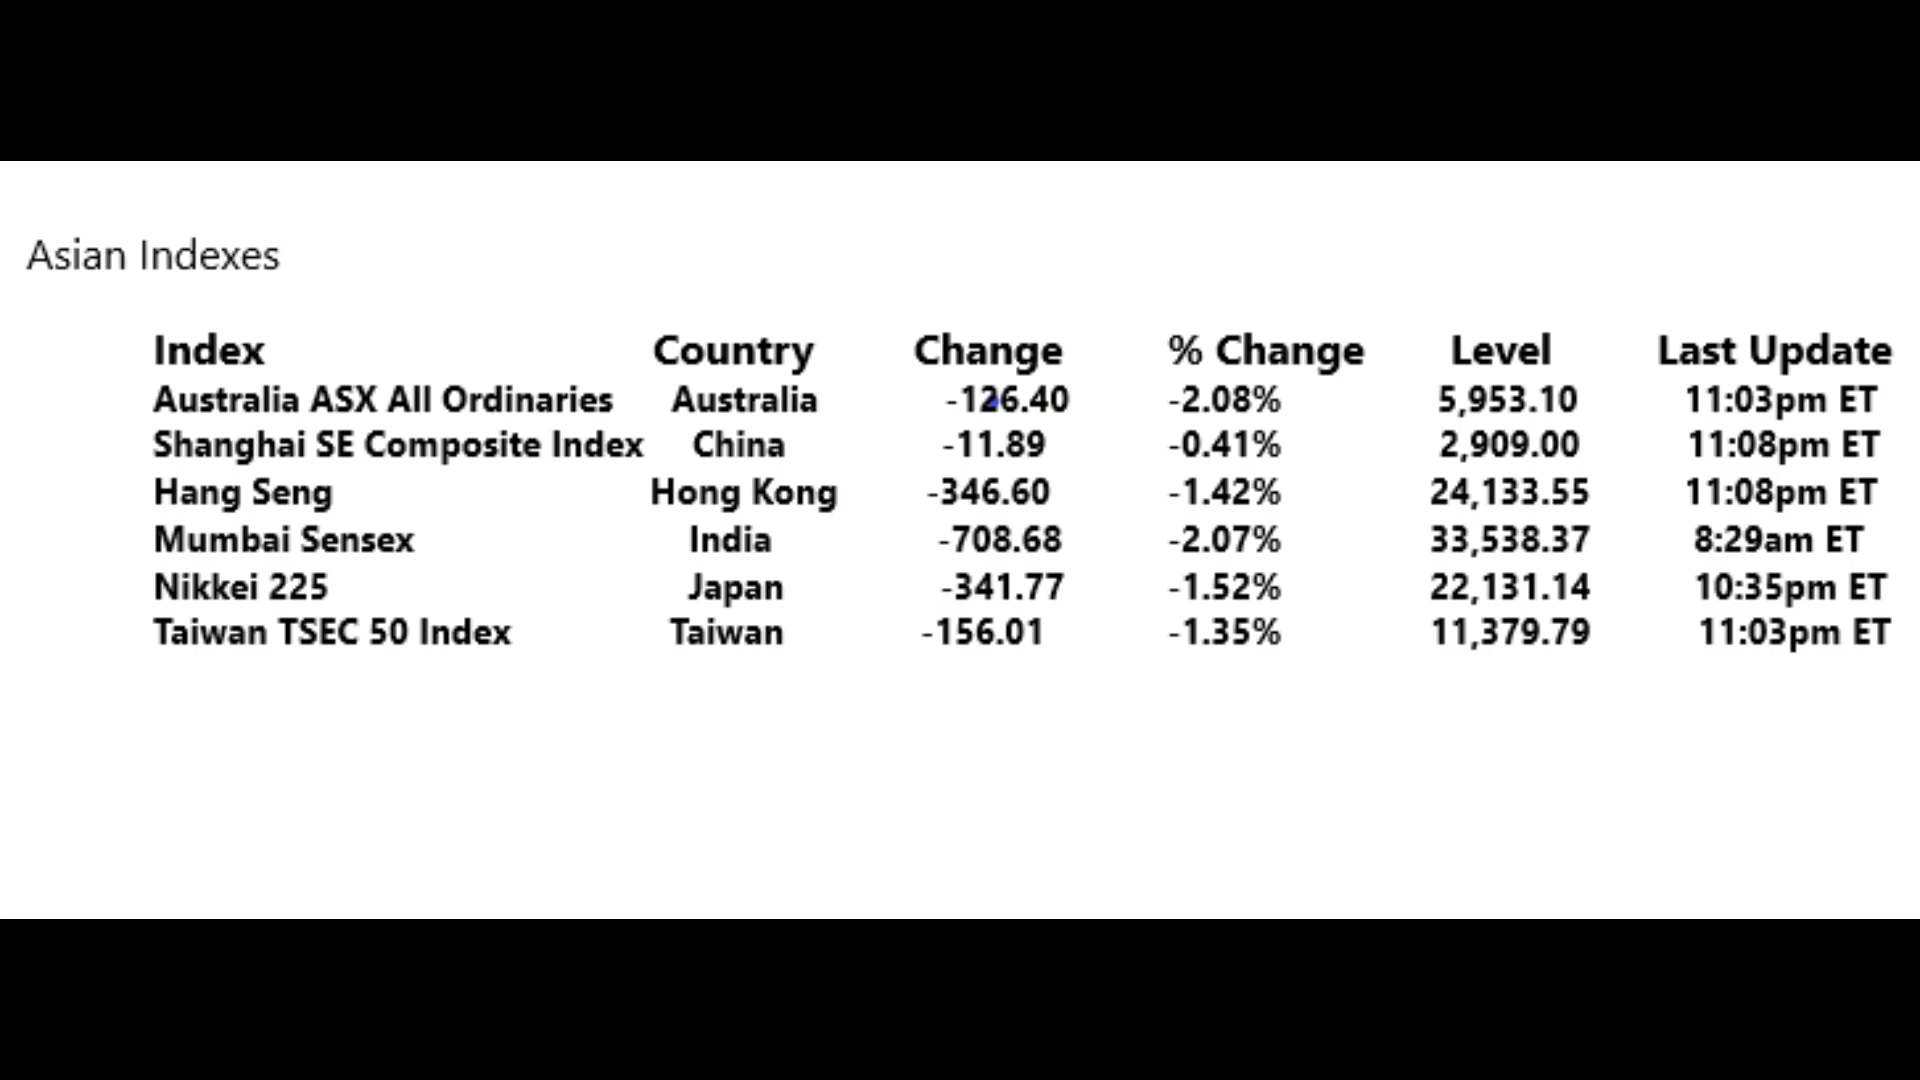 Asian Indexes
Index Country Change % Change Level Last Update
Australia ASX All Ordinaries Australia -126.40 -2.08% 5,953.10 11:03pm ET
Shanghai SE Composite Index China -11.89 -0.41% 2,909.00 11:08pm ET
Hang Seng Hong Kong -346.60 -1.42% 24,133.55 11:08pm ET
Mumbai Sensex India -708.68 -2.07% 33,538.37 8:29am ET
Nikkei 225 Japan -341.77 -1.52% 22,131.14 10:35pm ET
Taiwan TSEC 50 Index Taiwan -156.01 -1.35% 11,379.79 11:03pm ET